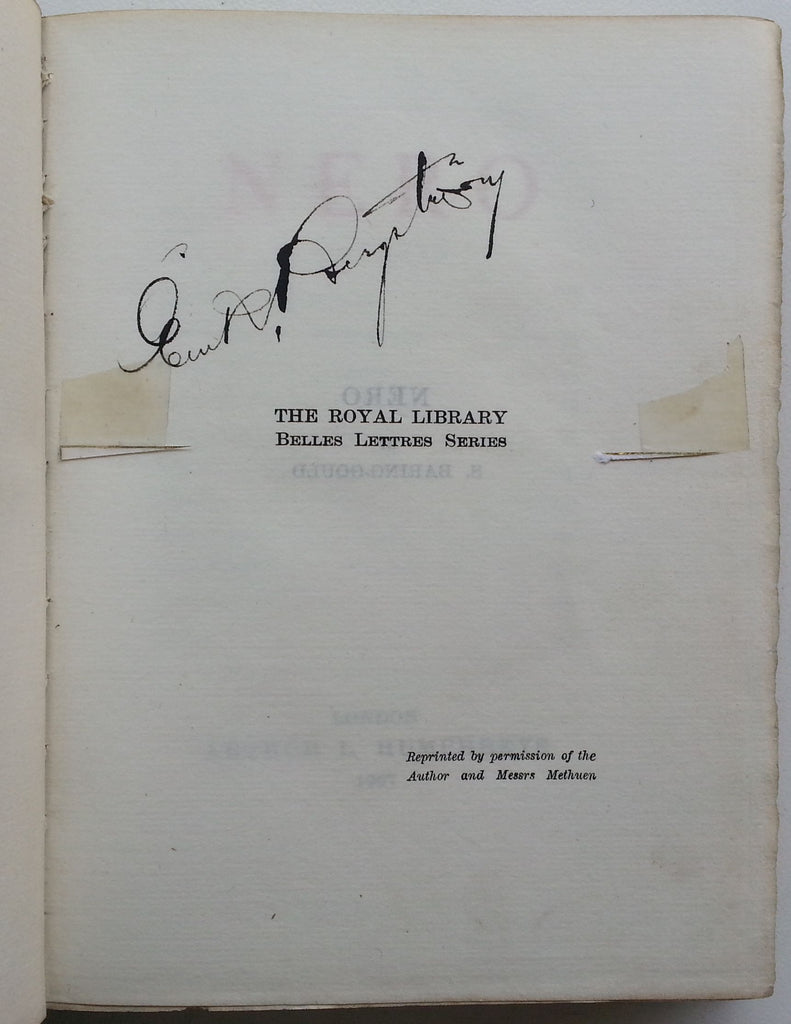 THE ROYAL LIBRARY
BELLES LETTRES SERIES
Reprinted by permission of the
Author and Messrs Methuen